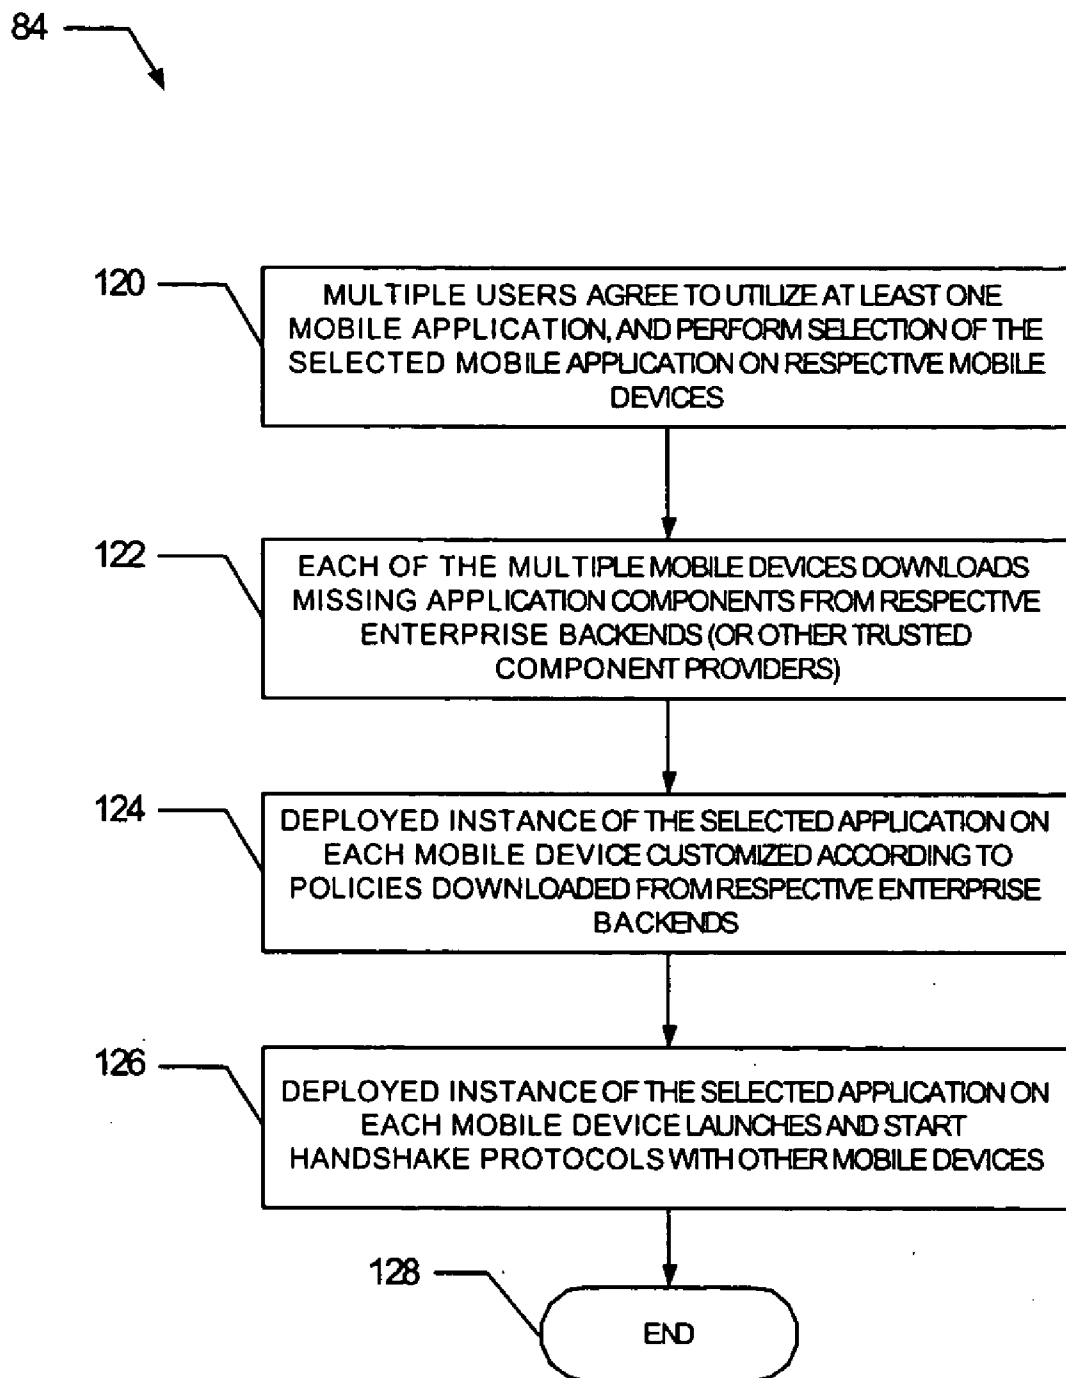 84
120
MULTIPLE USERS AGREE TO UTILIZE AT LEAST ONE
MOBILE APPLICATION, AND PERFORM SELECTION OF THE
SELECTED MOBILE APPLICATION ON RESPECTIVE MOBILE
DEVICES
122
EACH OF THE MULTIPLE MOBILE DEVICES DOWNLOADS
MISSING APPLICATION COMPONENTS FROM RESPECTIVE
ENTERPRISE BACKENDS (OR OTHER TRUSTED
COMPONENT PROVIDERS)
124
DEPLOYED INSTANCE OF THE SELECTED APPLICATION ON
EACH MOBILE DEVICE CUSTOMIZED ACCORDING TO
POLICIES DOWNLOADED FROM RESPECTIVE ENTERPRISE
BACKENDS
126
DEPLOYED INSTANCE OF THE SELECTED APPLICATION ON
EACH MOBILE DEVICE LAUNCHES AND START
HANDSHAKE PROTOCOLS WITH OTHER MOBILE DEVICES
128
END